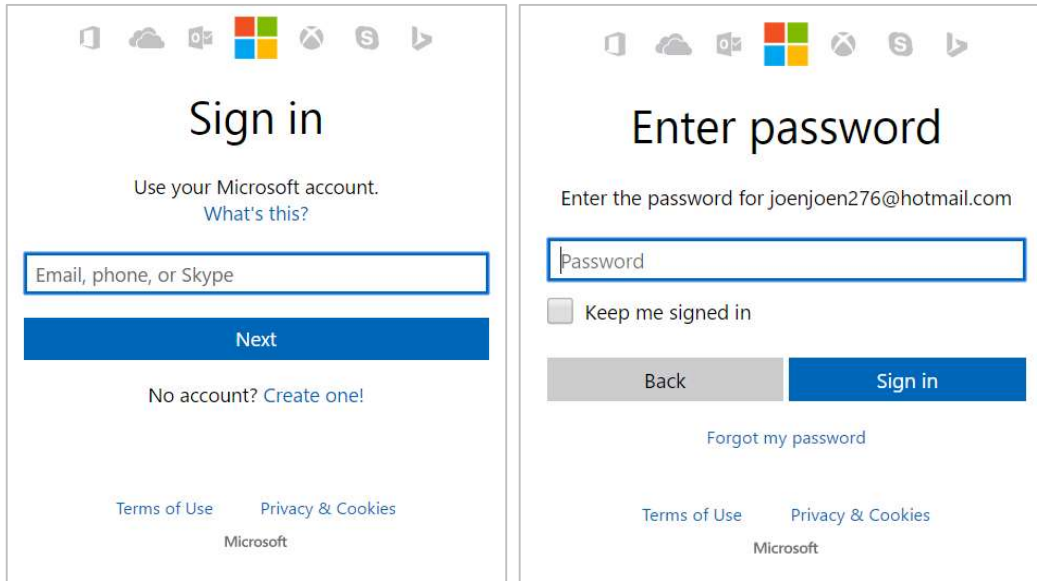 Sign in
Use your Microsoft account.
What's this?
Email, phone, or Skype
Next
No account? Create one!
Terms of Use Privacy & Cookies
Microsoft
Enter password
Enter the password for joenjoen276@hotmail.com
Password
Keep me signed in
Back Sign in
Forgot my password
Terms of Use Privacy & Cookies
Microsoft